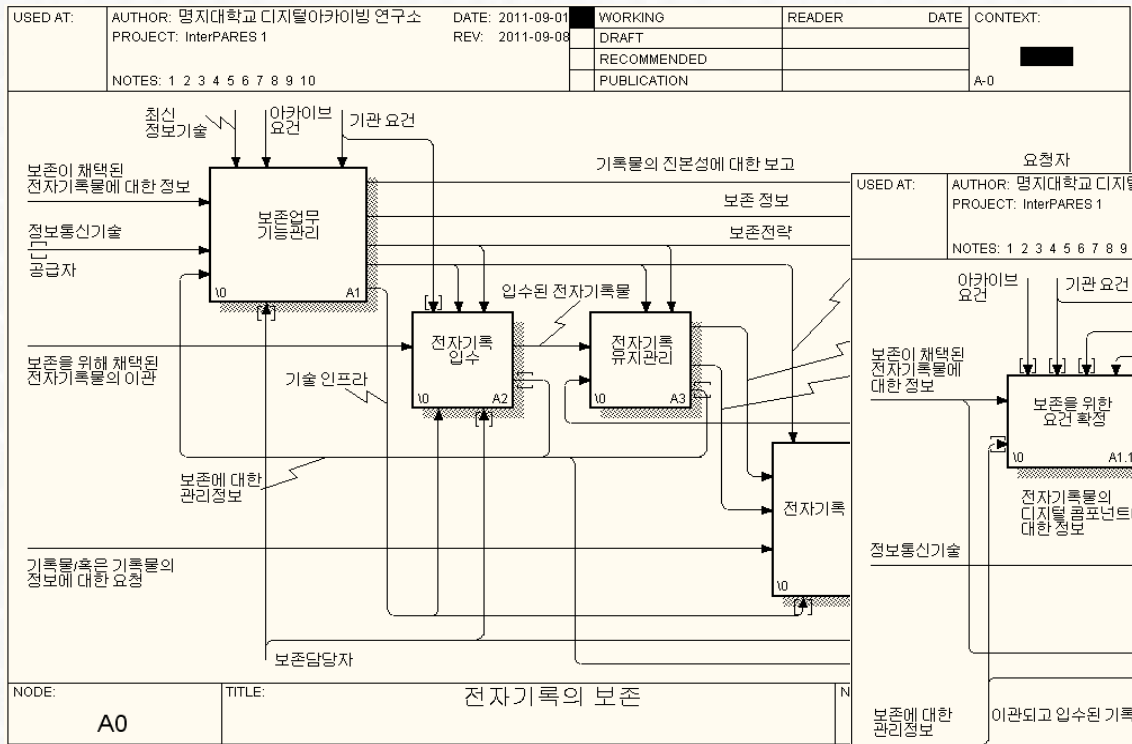 USED AT:
AUTHOR: 명지대학교 디지털아카이빙 연구소
DATE: 2011-09-01
PROJECT: InterPARES 1
REV: 2011-09-08
NOTES: 1 2 3 4 5 6 7 8 9 10
WORKING
DRAFT
RECOMMENDED
PUBLICATION
READER
DATE
CONTEXT:
A-0
최신
정보기술
아카이브
요건
기관 요건
보존이 채택된
전자기록물에 대한 정보
정보통신기술
공급자
보존업무
기능관리
\0
A1
기록물의 진본성에 대한 보고
요청자
보존 정보
보존전략
입수된 전자기록물
전자기록
입수
\0
A2
전자기록
유지관리
\0
A3
보존을 위해 채택된
전자기록물의 이관
기술 인프라
보존에 대한
관리정보
전자기록
\0
기록물/혹은 기록물의
정보에 대한 요청
보존담당자
NODE:
A0
TITLE:
전자기록의 보존
N
USED AT:
AUTHOR: 명지대학교 디지털
PROJECT: InterPARES 1
NOTES: 1 2 3 4 5 6 7 8 9
아카이브
요건
기관 요건
보존이 채택된
전자기록물에
대한 정보
보존을 위한
요건 확정
\0
A1.1
전자기록물의
디지털 콤포넌트
대한 정보
정보통신기술
보존에 대한
관리정보
이관되고 입수된 기록